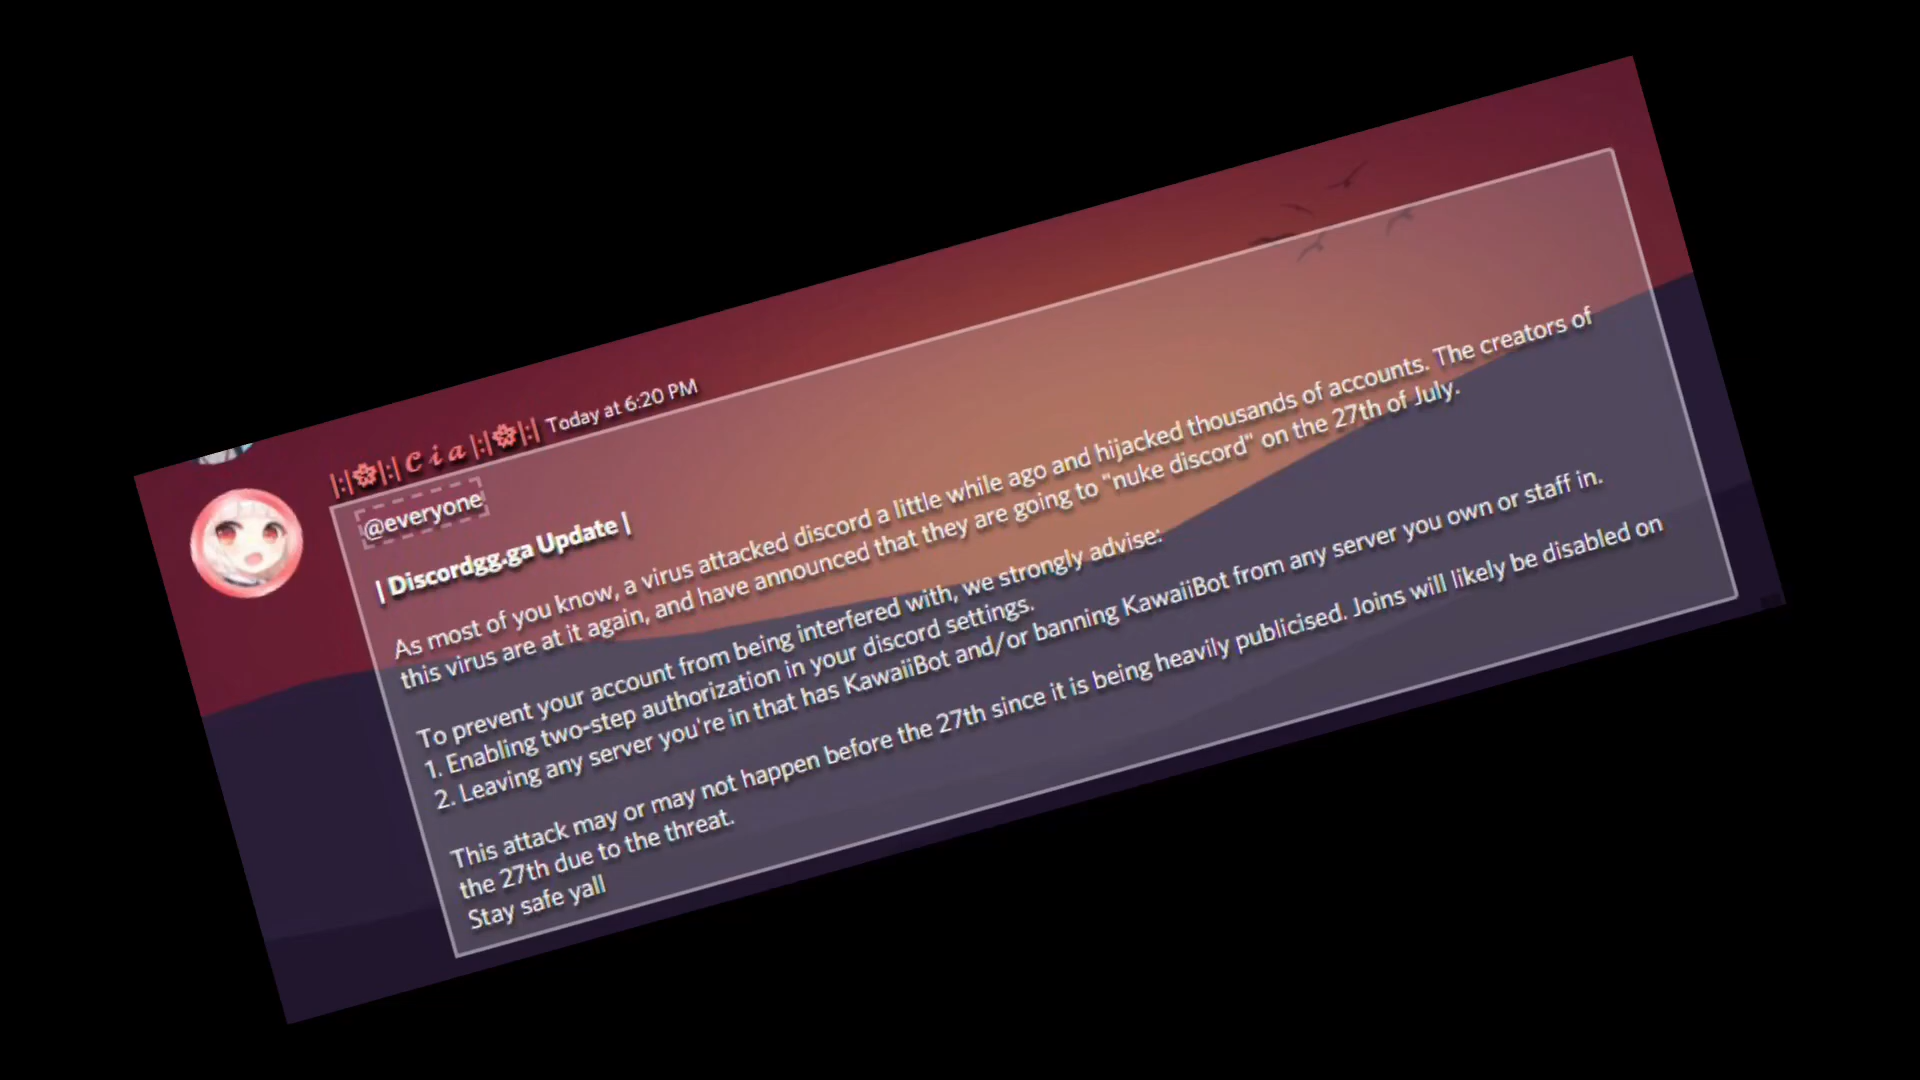 |:|🌸|:| 𝓒 𝓲 𝓪 |:|🌸|:| Today at 6:20 PM
@everyone
| Discordgg.ga Update |
As most of you know, a virus attacked discord a little while ago and hijacked thousands of accounts. The creators of
this virus are at it again, and have announced that they are going to "nuke discord" on the 27th of July.
To prevent your account from being interfered with, we strongly advise:
1. Enabling two-step authorization in your discord settings.
2. Leaving any server you're in that has KawaiiBot and/or banning KawaiiBot from any server you own or staff in.
This attack may or may not happen before the 27th since it is being heavily publicised. Joins will likely be disabled on
the 27th due to the threat.
Stay safe yall